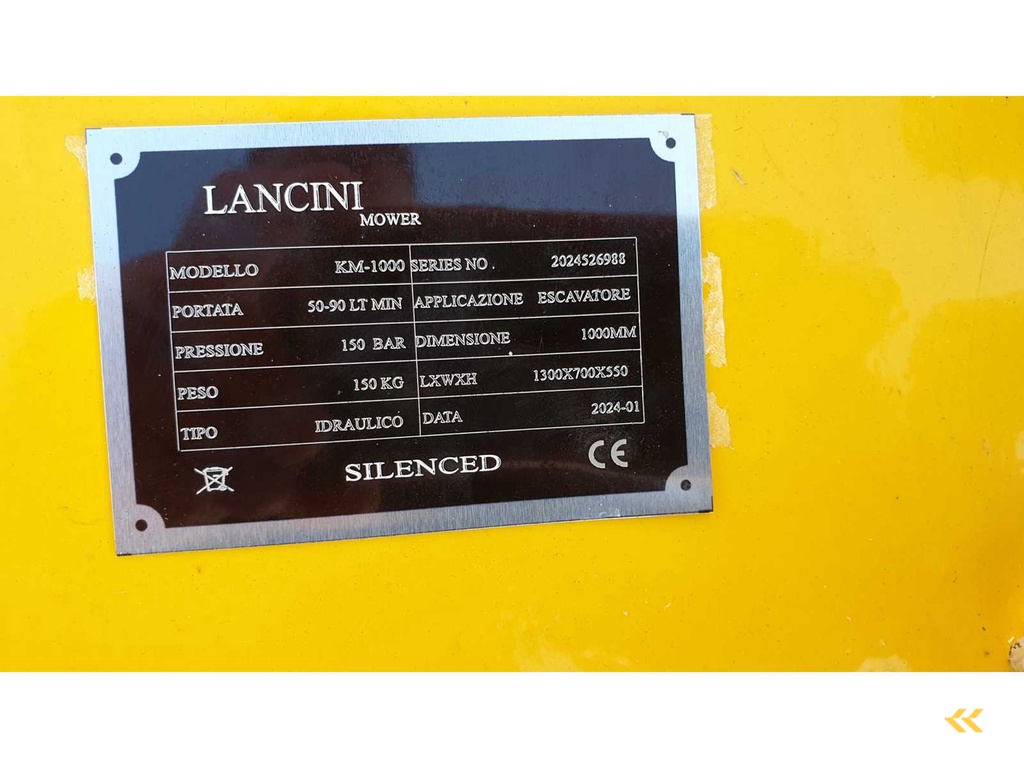 LANCINI
MOWER
MODELLO KM-1000 SERIES NO. 2024526988
PORTATA 50-90 LT MIN APPLICAZIONE ESCAVATORE
PRESSIONE 150 BAR DIMENSIONE 1000MM
PESO 150 KG LXWXH 1300X700X550
TIPO IDRAULICO DATA 2024-01
SILENCED CE